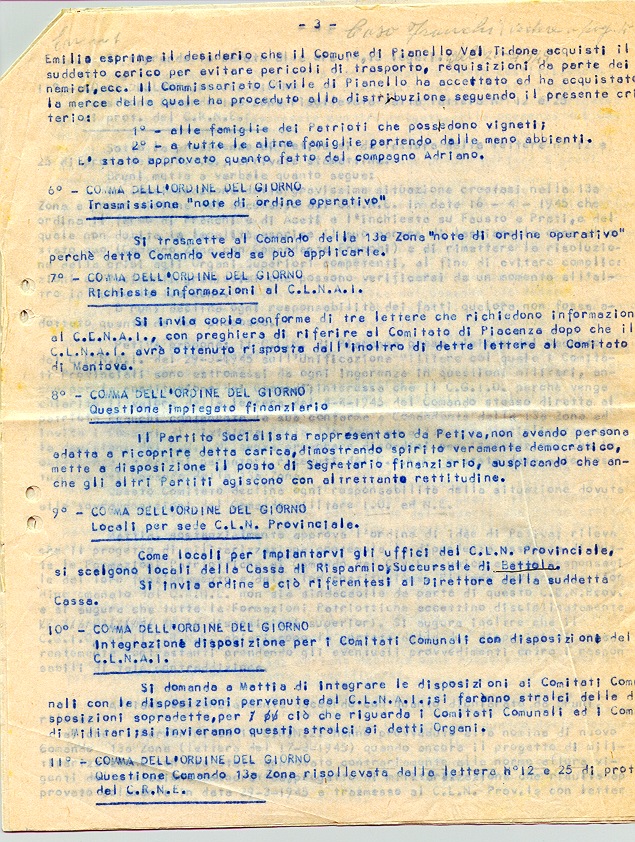 - 3 -
Caso Franchi
Emilia esprime il desiderio che il Comune di Pianello Val Tidone acquisti il
suddetto carico per evitare pericoli di trasporto, requisizioni da parte dei
nemici,ecc. Il Commissariato Civile di Pianello ha accettato ed ha acquistato
la merce della quale ha proceduto alla distribuzione seguendo il presente cri
terio:
1° - alle famiglie dei Patrioti che possedono vigneti;
2° - a tutte le altre famiglie partendo dalle meno abbienti.
E' stato approvato quanto fatto dal compagno Adriano.
6° - COMMA DELL'ORDINE DEL GIORNO
Trasmissione "note di ordine operativo"
Si trasmette al Comando della 13a Zona "note di ordine operativo"
perchè detto Comando veda se può applicarle.
7° - COMMA DELL'ORDINE DEL GIORNO
Richiesta informazioni al C.L.N.A.I.
Si invia copia conforme di tre lettere che richiedono informazion
al C.L.N.A.I., con preghiera di riferire al Comitato di Piacenza dopo che il
C.L.N.A.I. avrà ottenuto risposta dall'inoltro di dette lettere al Comitato
di Mantova.
8° - COMMA DELL'ORDINE DEL GIORNO
Questione impiegato finanziario
Il Partito Socialista rappresentato da Petiva,non avendo persona
adatta a ricoprire detta carica,dimostrando spirito veramente democratico,
mette a disposizione il posto di Segretario finanziario, auspicando che an-
che gli altri Partiti agiscono con altrettante rettitudine.
9° - COMMA DELL'ORDINE DEL GIORNO
Locali per sede C.L.N. Provinciale.
Come locali per impiantarvi gli uffici del C.L.N. Provinciale,
si scelgono locali della Cassa di Risparmio,Succursale di Bettola.
Si invia ordine a ciò riferentesi al Direttore della suddetta
Cassa.
10° - COMMA DELL'ORDINE DEL GIORNO
Integrazione disposizione per i Comitati Comunali con disposizione del
C.L.N.A.I.
Si domanda a Mattia di integrare le disposizioni ai Comitati Comu
nali con le disposizioni pervenute dal C.L.N.A.I.;si faranno stralci delle d
sposizioni sopradette,per ciò che riguarda i Comitati Comunali ed i Com
di Militari;si invieranno questi stralci ai detti Organi.
11° - COMMA DELL'ORDINE DEL GIORNO
Questione Comando 13a Zona risollevata dalla lettera n°12 e 25 di prot
del C.R.N.E.